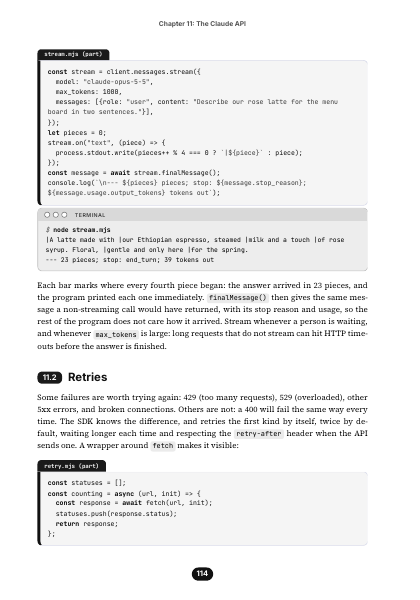 Chapter 11: The Claude API
stream.mjs (part)
const stream = client.messages.stream({
model: "claude-opus-5-5",
max_tokens: 1000,
messages: [{role: "user", content: "Describe our rose latte for the menu
board in two sentences."}],
});
let pieces = 0;
stream.on("text", (piece) => {
process.stdout.write(pieces++ % 4 === 0 ? `|${piece}` : piece);
});
const message = await stream.finalMessage();
console.log(`\n--- ${pieces} pieces; stop: ${message.stop_reason};
${message.usage.output_tokens} tokens out`);
TERMINAL
$ node stream.mjs
|A latte made with |our Ethiopian espresso, steamed |milk and a touch |of rose
syrup. Floral, |gentle and only here |for the spring.
--- 23 pieces; stop: end_turn; 39 tokens out
Each bar marks where every fourth piece began: the answer arrived in 23 pieces, and
the program printed each one immediately. finalMessage() then gives the same mes-
sage a non-streaming call would have returned, with its stop reason and usage, so the
rest of the program does not care how it arrived. Stream whenever a person is waiting,
and whenever max_tokens is large: long requests that do not stream can hit HTTP time-
outs before the answer is finished.
11.2 Retries
Some failures are worth trying again: 429 (too many requests), 529 (overloaded), other
5xx errors, and broken connections. Others are not: a 400 will fail the same way every
time. The SDK knows the difference, and retries the first kind by itself, twice by de-
fault, waiting longer each time and respecting the retry-after header when the API
sends one. A wrapper around fetch makes it visible:
retry.mjs (part)
const statuses = [];
const counting = async (url, init) => {
const response = await fetch(url, init);
statuses.push(response.status);
return response;
};
114